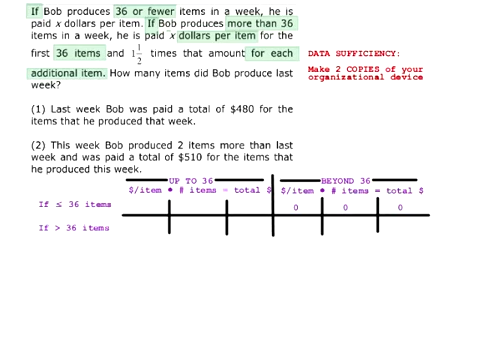 If Bob produces 36 or fewer items in a week, he is
paid x dollars per item. If Bob produces more than 36
items in a week, he is paid x dollars per item for the
first 36 items and 1 1/2 times that amount for each
additional item. How many items did Bob produce last
week?
DATA SUFFICIENCY:
Make 2 COPIES of your
organizational device
(1) Last week Bob was paid a total of $480 for the
items that he produced that week.
(2) This week Bob produced 2 items more than last
week and was paid a total of $510 for the items that
he produced this week.
UP TO 36 BEYOND 36
$/item • # items = total $ $/item • # items = total $
If ≤ 36 items 0 0 0
If > 36 items